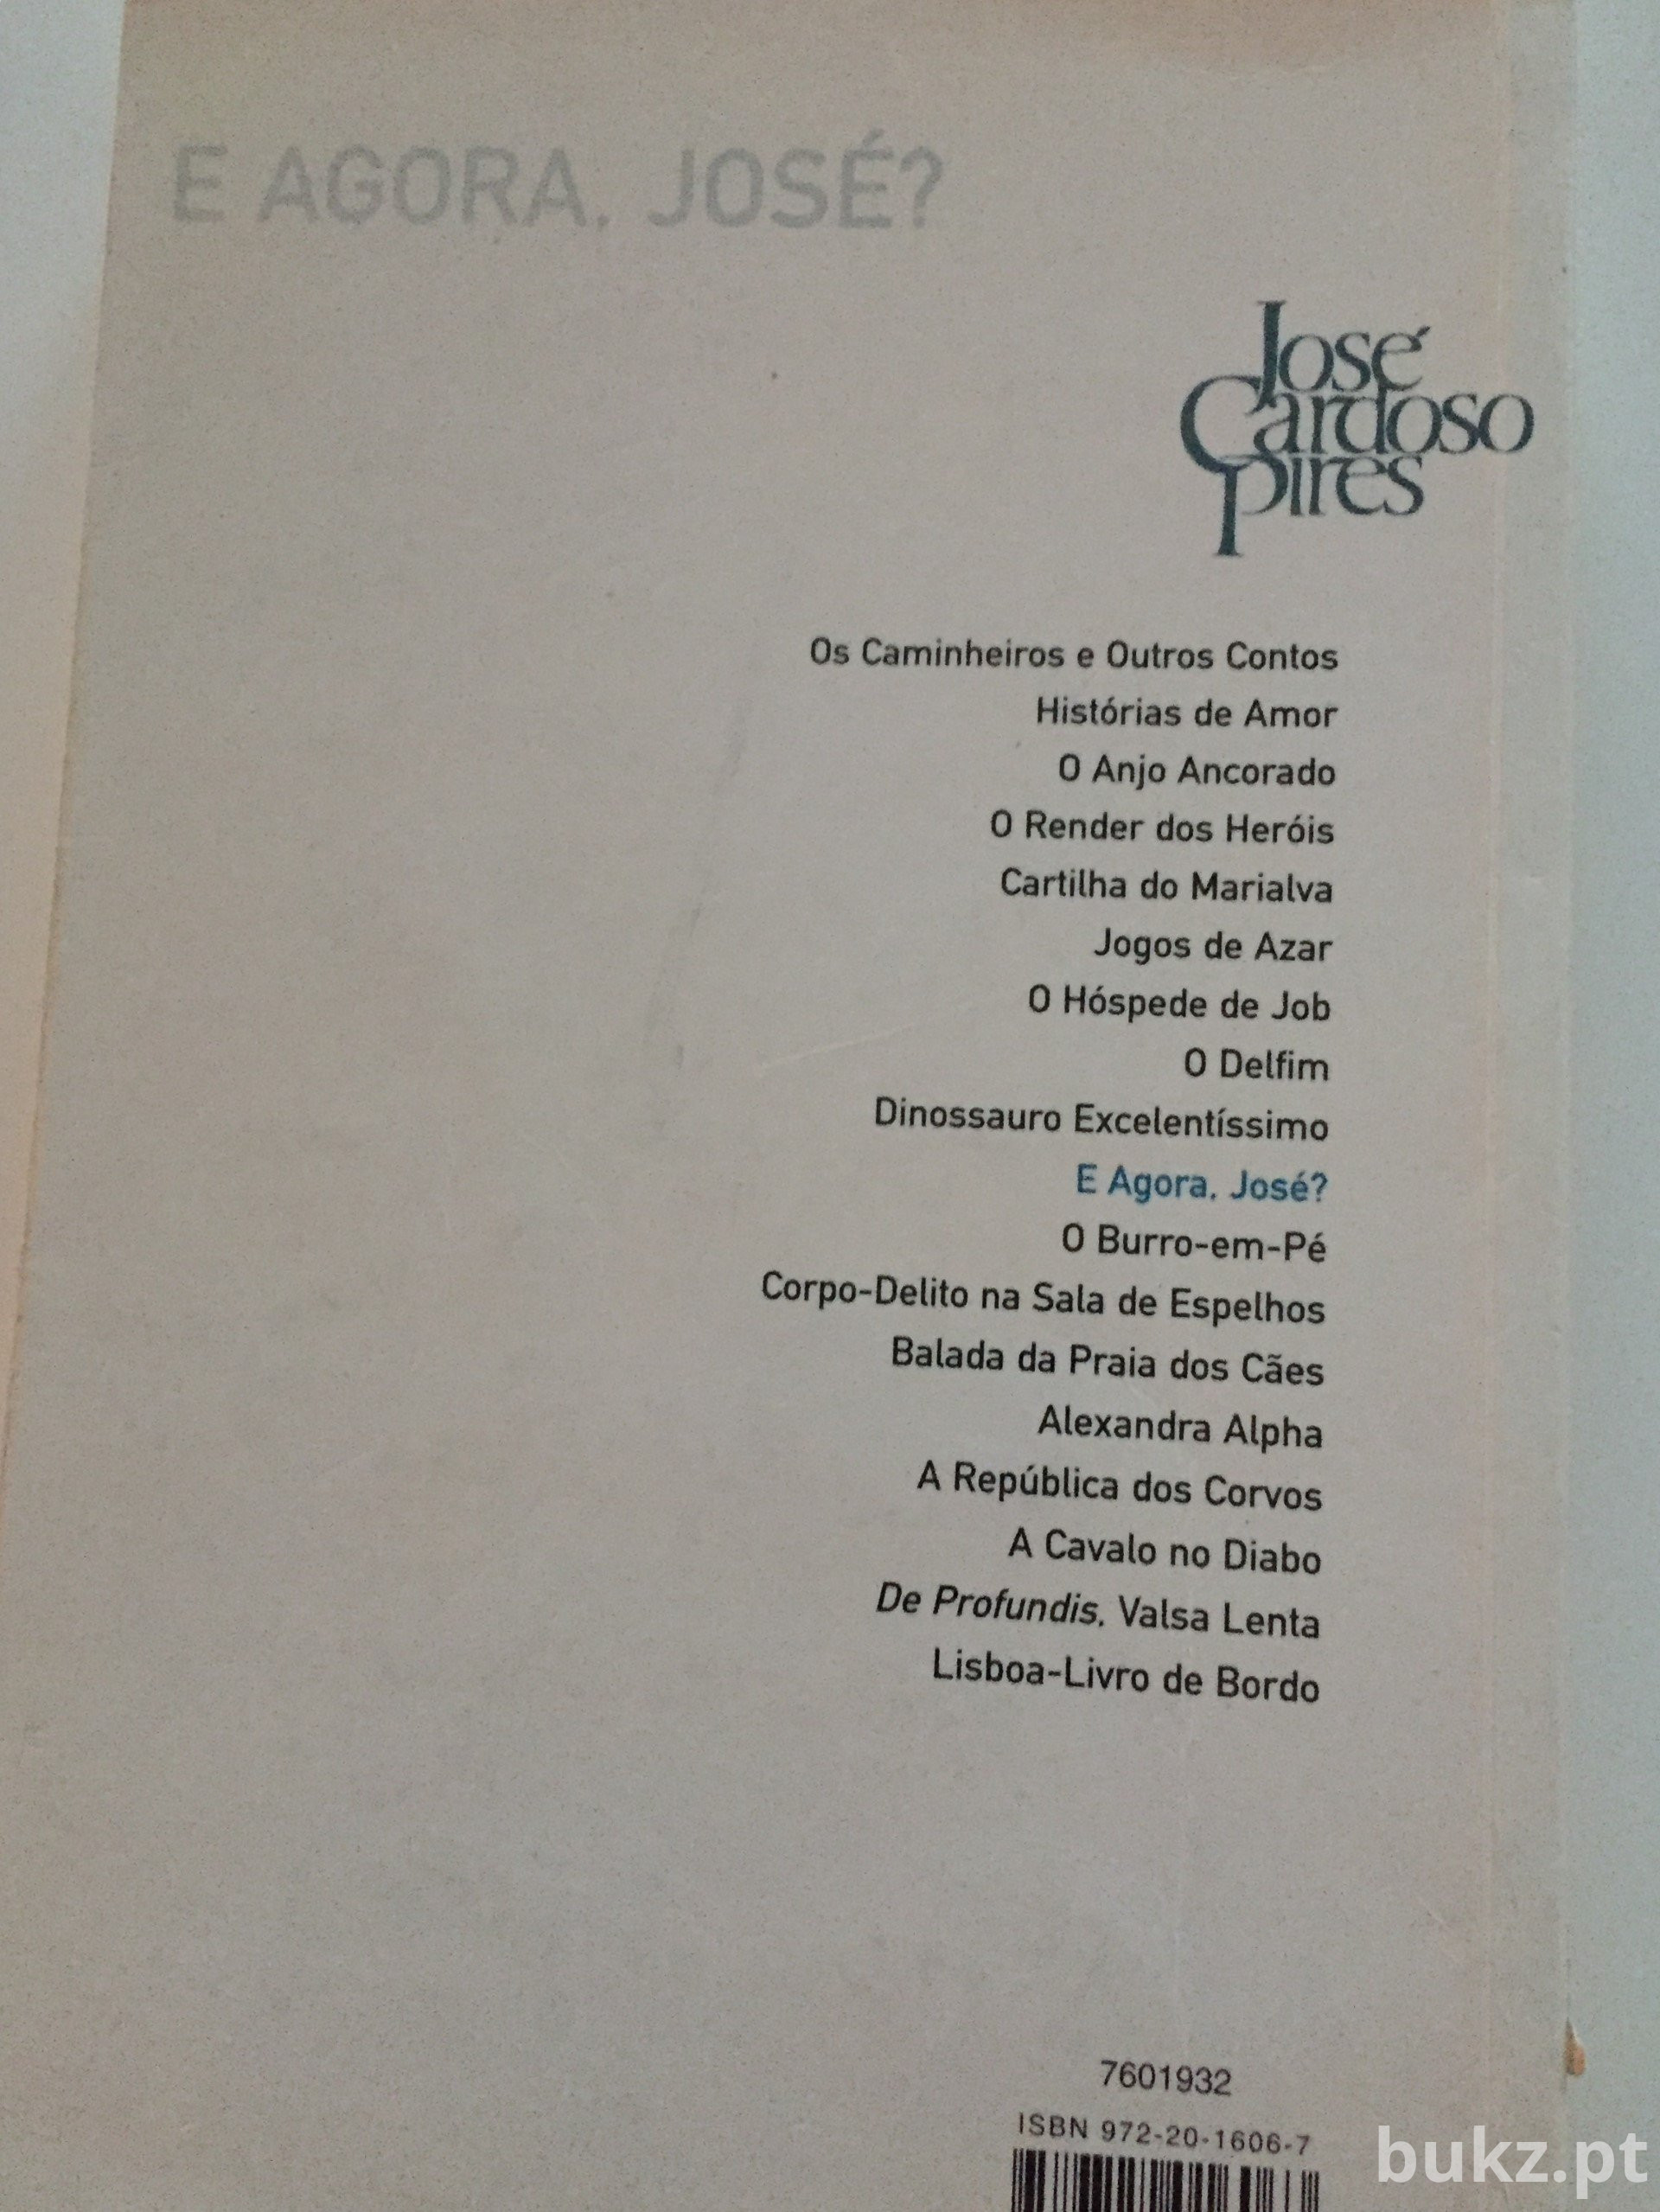 E AGORA, JOSÉ?
José
Cardoso
Pires
Os Caminheiros e Outros Contos
Histórias de Amor
O Anjo Ancorado
O Render dos Heróis
Cartilha do Marialva
Jogos de Azar
O Hóspede de Job
O Delfim
Dinossauro Excelentíssimo
E Agora, José?
O Burro-em-Pé
Corpo-Delito na Sala de Espelhos
Balada da Praia dos Cães
Alexandra Alpha
A República dos Corvos
A Cavalo no Diabo
De Profundis, Valsa Lenta
Lisboa-Livro de Bordo
7601932
ISBN 972-20-1606-7
bukz.pt